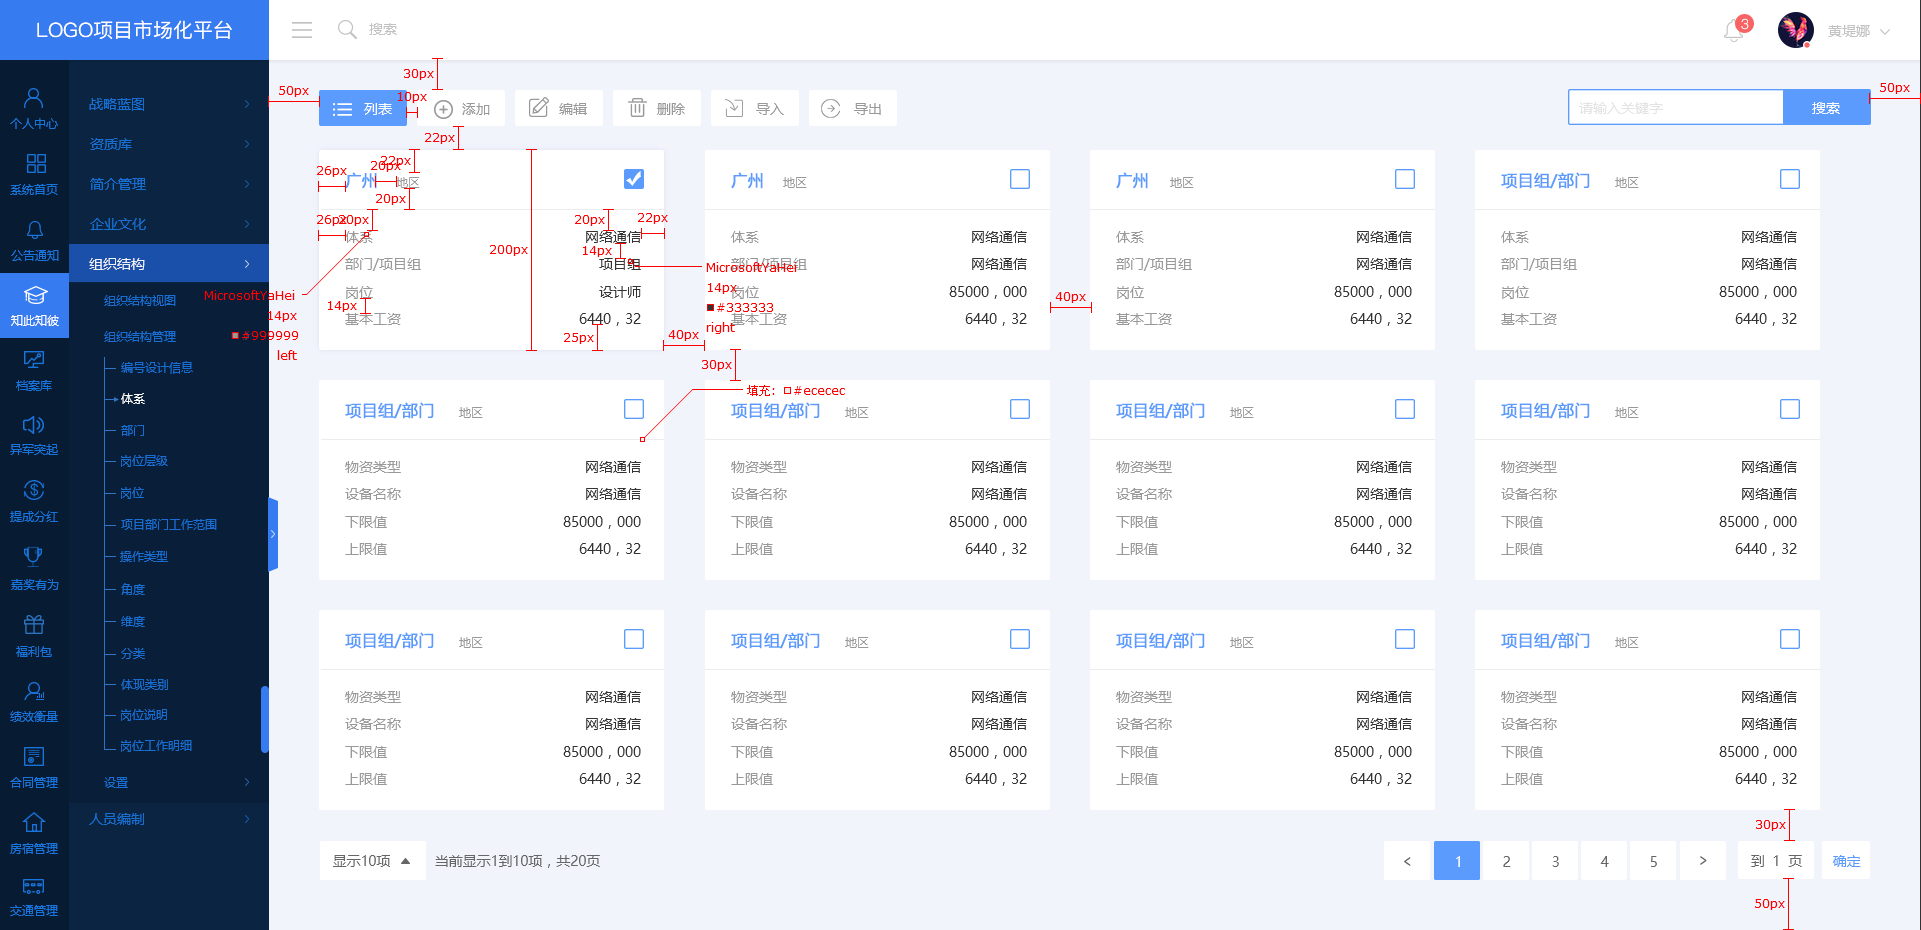 LOGO项目市场化平台
搜索
3
黄堤娜
个人中心
系统首页
公告通知
知此知彼
档案库
异军突起
提成分红
嘉奖有为
福利包
绩效衡量
合同管理
房宿管理
交通管理
战略蓝图
资质库
简介管理
企业文化
组织结构
组织结构视图
组织结构管理
编号设计信息
体系
部门
岗位层级
岗位
项目部门工作范围
操作类型
角度
维度
分类
体现类别
岗位说明
岗位工作明细
设置
人员编制
30px
50px
10px
50px
列表
添加
编辑
删除
导入
导出
请输入关键字
搜索
22px
22px
26px
20px
广州 地区
20px
26px
20px
20px
22px
200px
14px
14px
25px
40px
体系 网络通信
部门/项目组 项目组
岗位 设计师
基本工资 6440，32
MicrosoftYaHei
14px
#999999
left
MicrosoftYaHei
14px
#333333
right
广州 地区
体系 网络通信
部门/项目组 网络通信
岗位 85000，000
基本工资 6440，32
40px
广州 地区
体系 网络通信
部门/项目组 网络通信
岗位 85000，000
基本工资 6440，32
项目组/部门 地区
体系 网络通信
部门/项目组 网络通信
岗位 85000，000
基本工资 6440，32
30px
填充：#ececec
项目组/部门 地区
物资类型 网络通信
设备名称 网络通信
下限值 85000，000
上限值 6440，32
项目组/部门 地区
物资类型 网络通信
设备名称 网络通信
下限值 85000，000
上限值 6440，32
项目组/部门 地区
物资类型 网络通信
设备名称 网络通信
下限值 85000，000
上限值 6440，32
项目组/部门 地区
物资类型 网络通信
设备名称 网络通信
下限值 85000，000
上限值 6440，32
项目组/部门 地区
物资类型 网络通信
设备名称 网络通信
下限值 85000，000
上限值 6440，32
项目组/部门 地区
物资类型 网络通信
设备名称 网络通信
下限值 85000，000
上限值 6440，32
项目组/部门 地区
物资类型 网络通信
设备名称 网络通信
下限值 85000，000
上限值 6440，32
项目组/部门 地区
物资类型 网络通信
设备名称 网络通信
下限值 85000，000
上限值 6440，32
30px
显示10项
当前显示1到10项，共20页
< 1 2 3 4 5 >
到 1 页
确定
50px